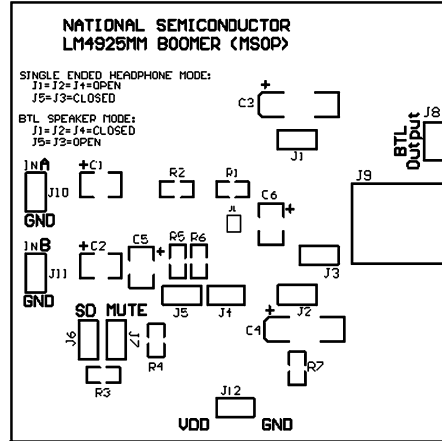 NATIONAL SEMICONDUCTOR
LM4925MM BOOMER (MSOP)
SINGLE ENDED HEADPHONE MODE:
J1=J2=J4=OPEN
J5=J3=CLOSED
BTL SPEAKER MODE:
J1=J2=J4=CLOSED
J5=J3=OPEN
C3
J1
J8
BTL
Output
J9
INA
+C1
J10
GND
R2
R1
C6
J3
INB
+C2
J11
GND
C5
R5
R6
J5
J4
J2
SD MUTE
J6
J7
R4
R3
C4
R7
J12
VDD
GND